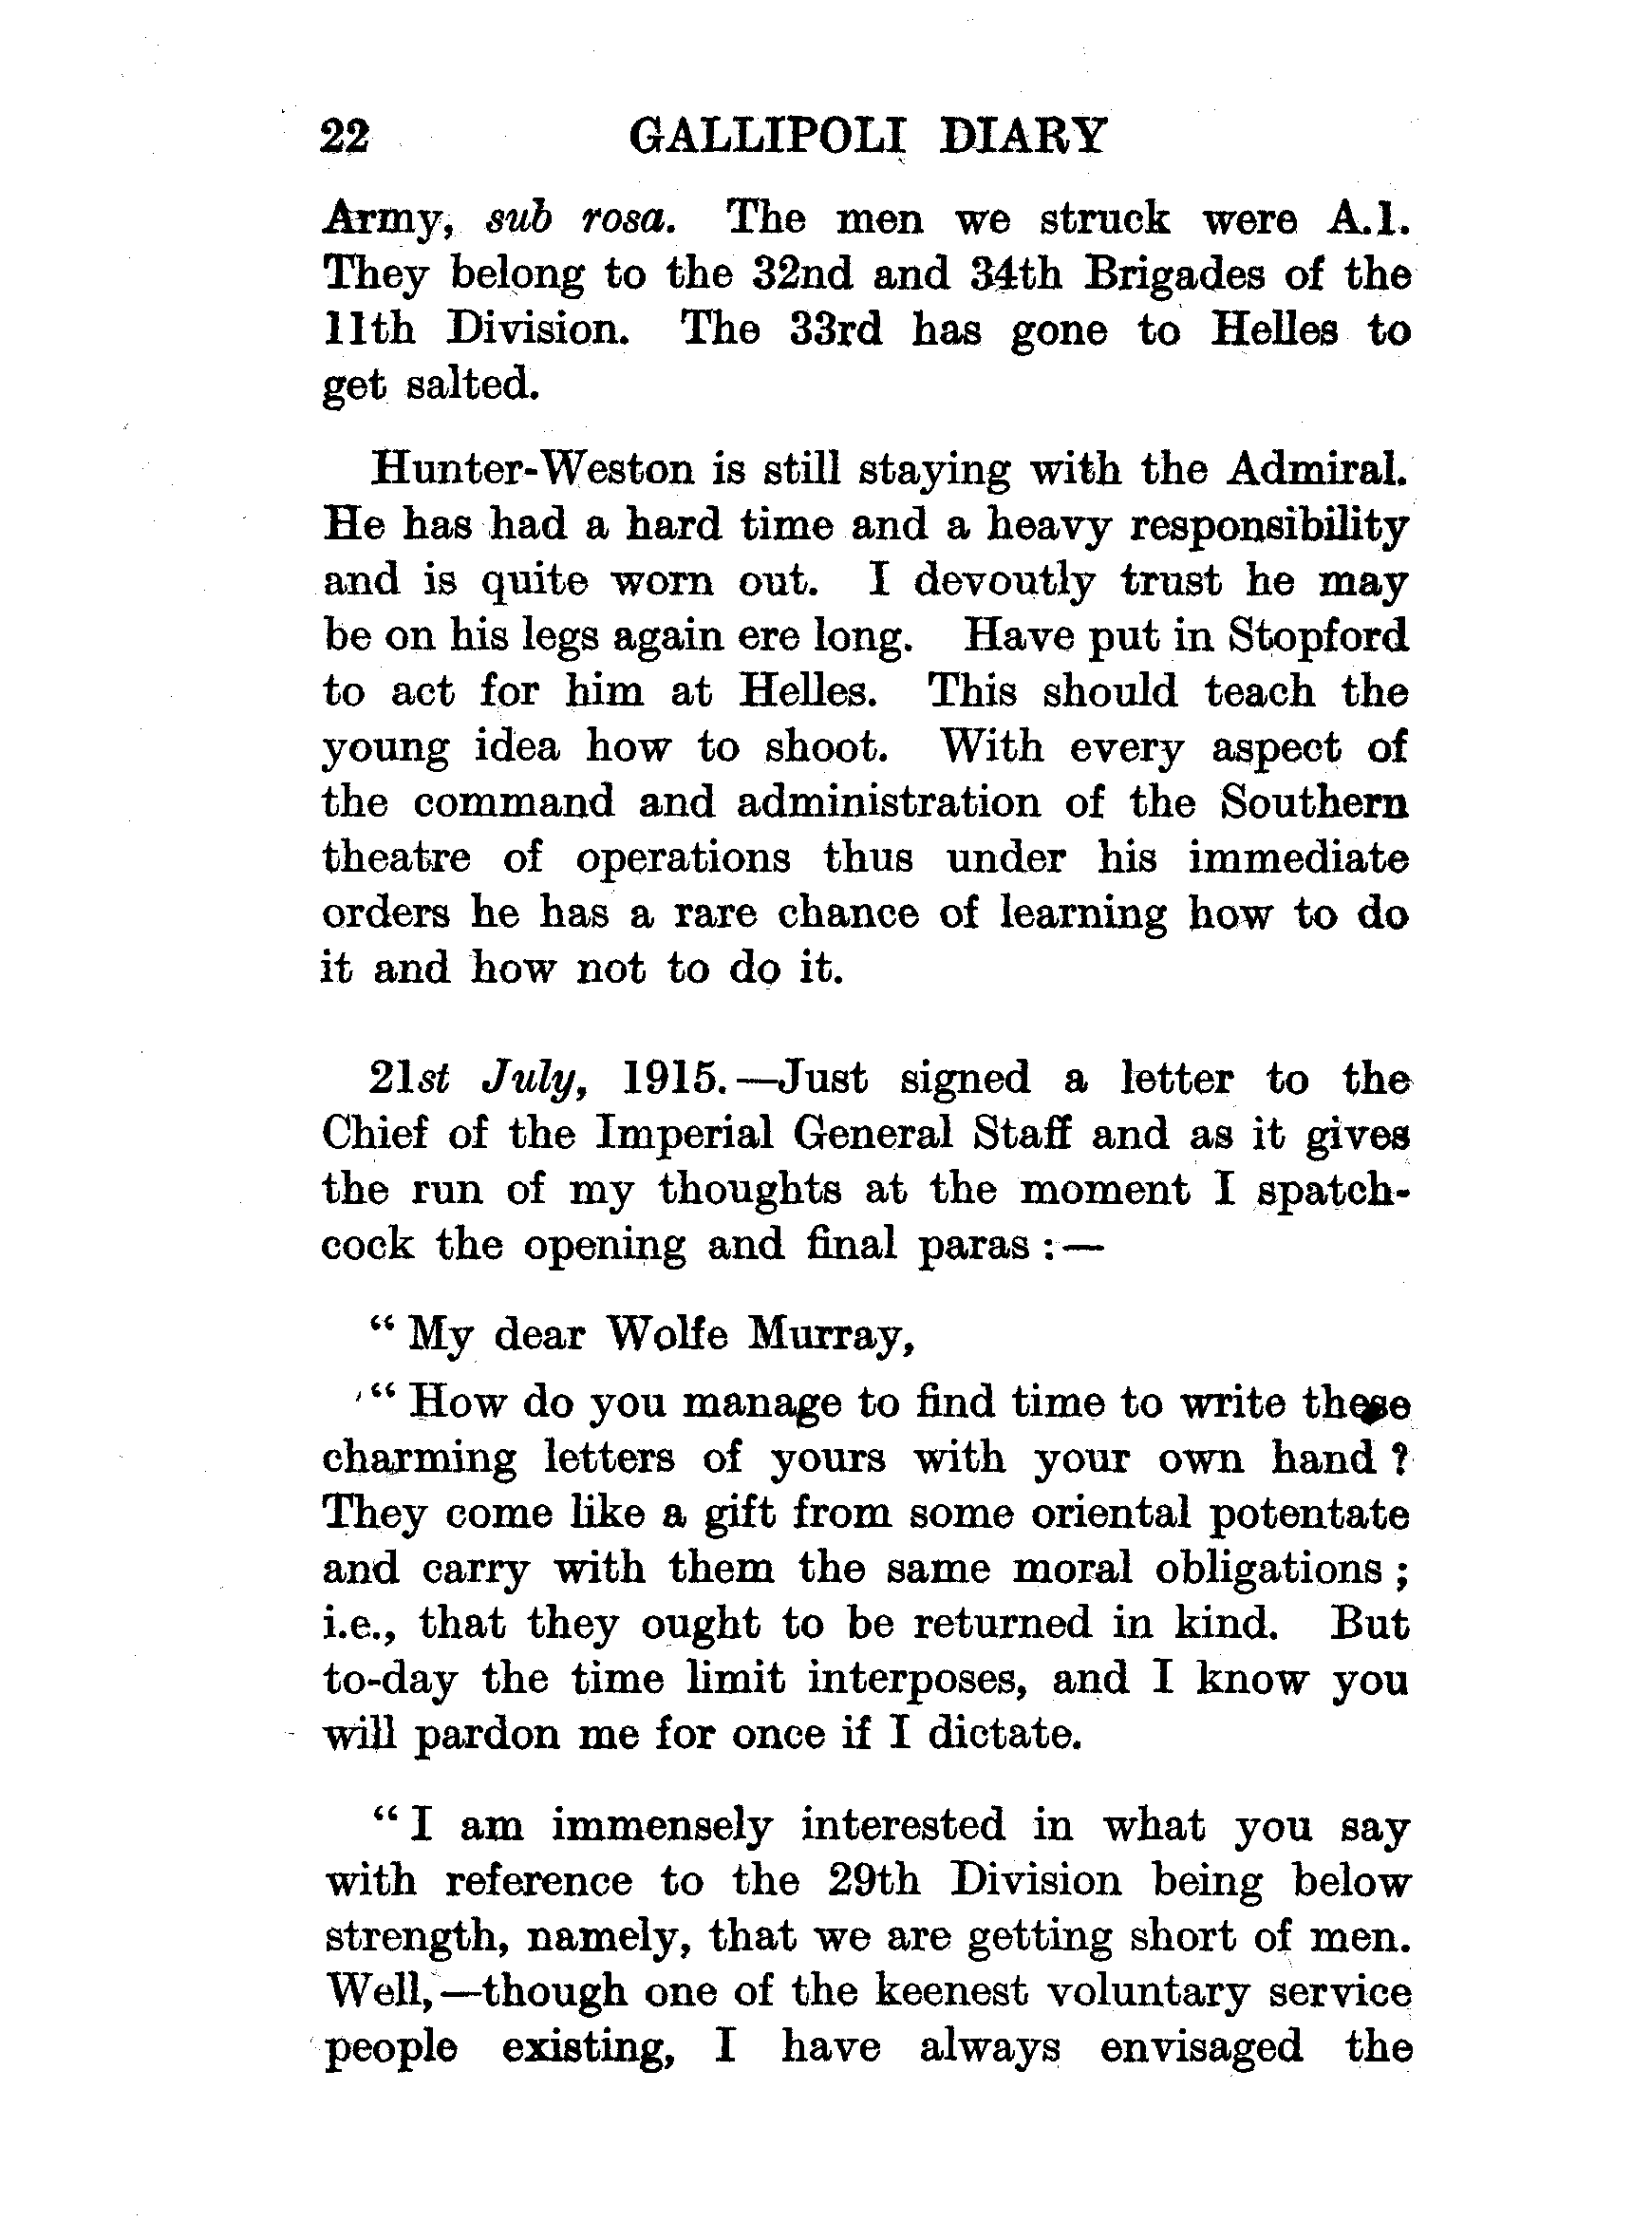 22 GALLIPOLI DIARY
Army, sub rosa. The men we struck were A.1.
They belong to the 32nd and 34th Brigades of the
11th Division. The 33rd has gone to Helles to
get salted.
Hunter-Weston is still staying with the Admiral.
He has had a hard time and a heavy responsibility
and is quite worn out. I devoutly trust he may
be on his legs again ere long. Have put in Stopford
to act for him at Helles. This should teach the
young idea how to shoot. With every aspect of
the command and administration of the Southern
theatre of operations thus under his immediate
orders he has a rare chance of learning how to do
it and how not to do it.
21st July, 1915.—Just signed a letter to the
Chief of the Imperial General Staff and as it gives
the run of my thoughts at the moment I spatch-
cock the opening and final paras :—
“ My dear Wolfe Murray,
“ How do you manage to find time to write these
charming letters of yours with your own hand ?
They come like a gift from some oriental potentate
and carry with them the same moral obligations ;
i.e., that they ought to be returned in kind. But
to-day the time limit interposes, and I know you
will pardon me for once if I dictate.
“ I am immensely interested in what you say
with reference to the 29th Division being below
strength, namely, that we are getting short of men.
Well,—though one of the keenest voluntary service
people existing, I have always envisaged the